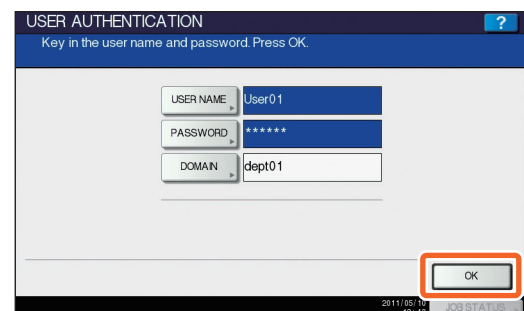 USER AUTHENTICATION
?
Key in the user name and password. Press OK.
USER NAME User01
PASSWORD ******
DOMAIN dept01
OK
2011/05/10
JOB STATUS